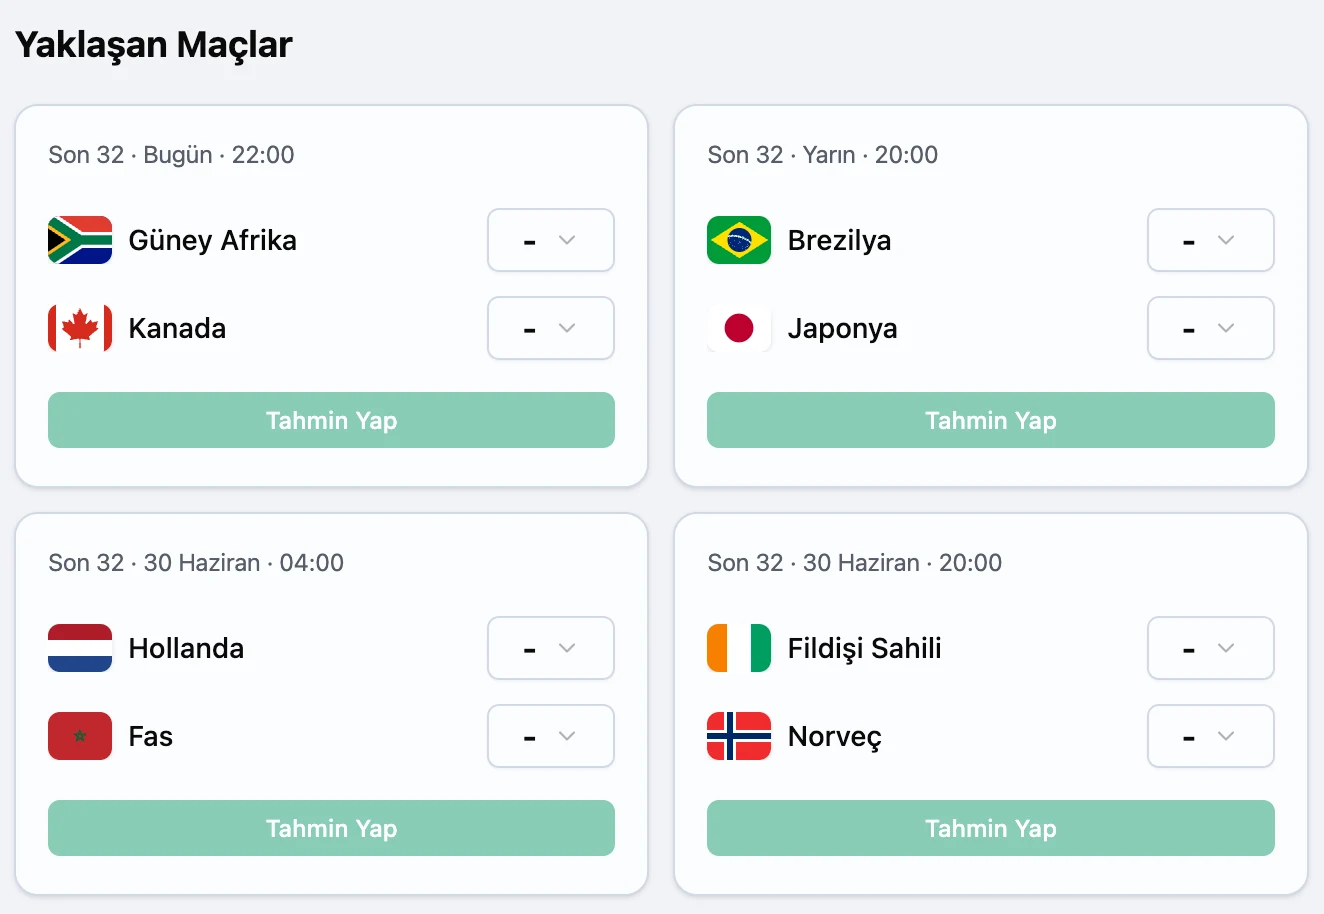 Yaklaşan Maçlar
Son 32 · Bugün · 22:00
Güney Afrika
-
Kanada
-
Tahmin Yap
Son 32 · Yarın · 20:00
Brezilya
-
Japonya
-
Tahmin Yap
Son 32 · 30 Haziran · 04:00
Hollanda
-
Fas
-
Tahmin Yap
Son 32 · 30 Haziran · 20:00
Fildişi Sahili
-
Norveç
-
Tahmin Yap